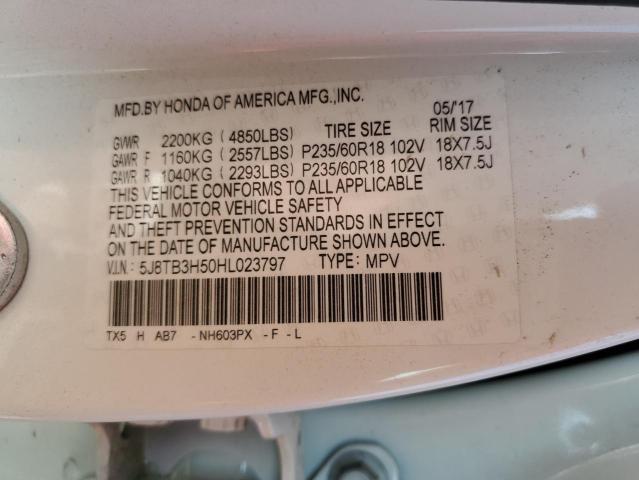 MFD.BY HONDA OF AMERICA MFG.,INC. 05/'17
GVWR 2200KG (4850LBS) TIRE SIZE RIM SIZE
GAWR F 1160KG (2557LBS) P235/60R18 102V 18X7.5J
GAWR R 1040KG (2293LBS) P235/60R18 102V 18X7.5J
THIS VEHICLE CONFORMS TO ALL APPLICABLE
FEDERAL MOTOR VEHICLE SAFETY
AND THEFT PREVENTION STANDARDS IN EFFECT
ON THE DATE OF MANUFACTURE SHOWN ABOVE.
V.I.N: 5J8TB3H50HL023797 TYPE: MPV
TX5 H AB7 -NH603PX -F -L